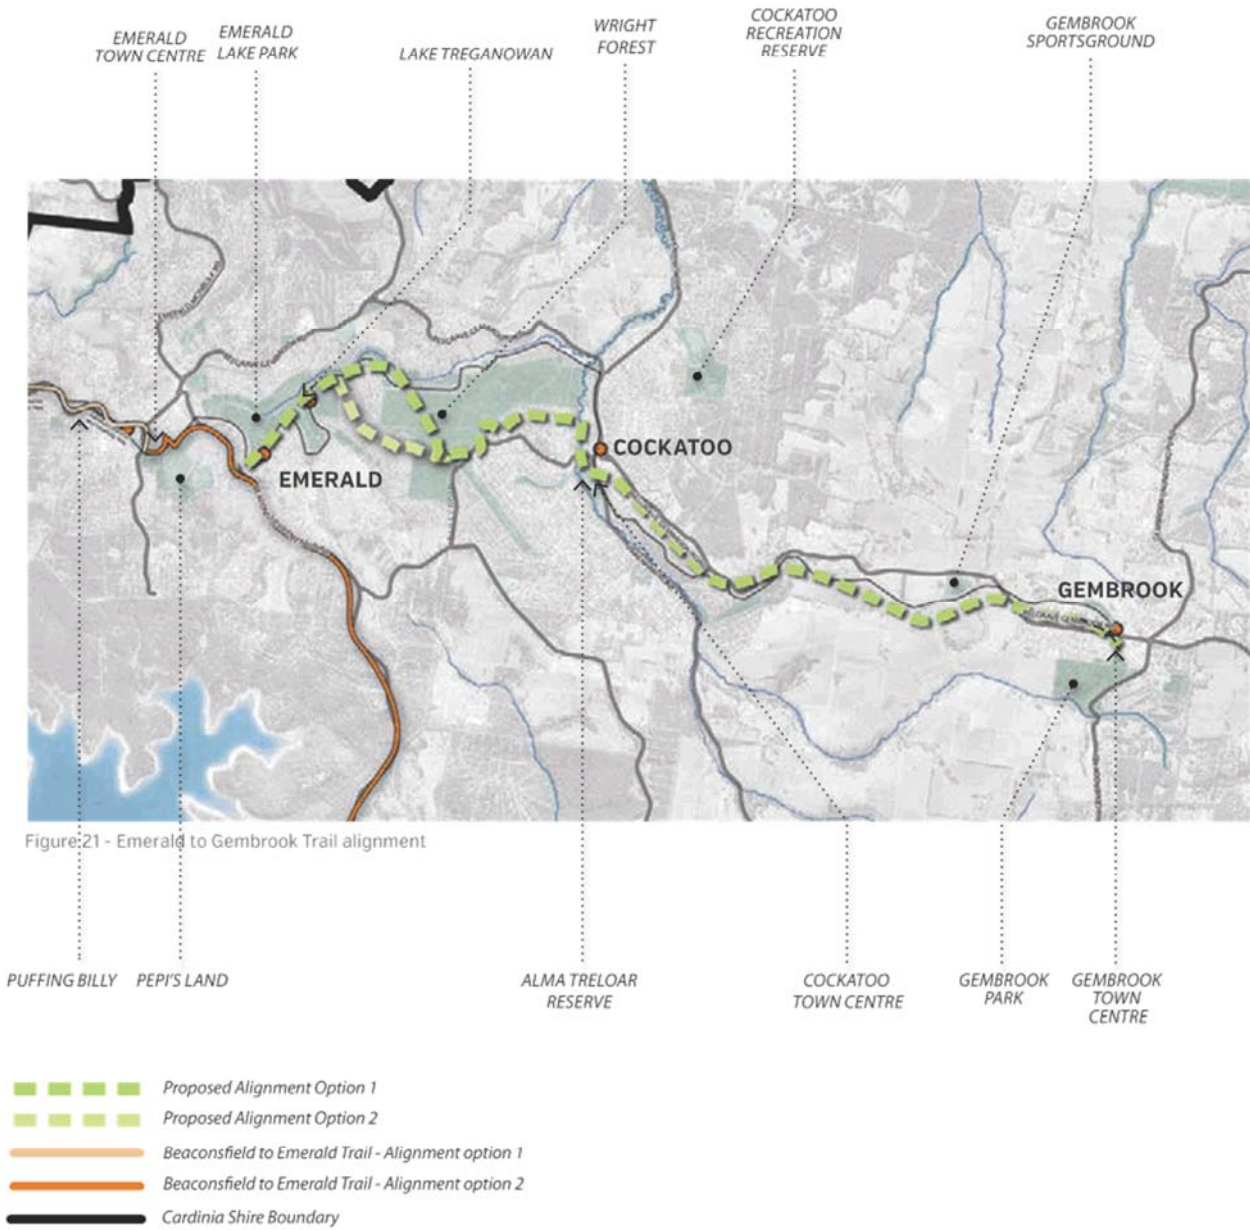 EMERALD
TOWN CENTRE
EMERALD
LAKE PARK
LAKE TREGANOWAN
WRIGHT
FOREST
COCKATOO
RECREATION
RESERVE
GEMBROOK
SPORTSGROUND
COCKATOO
EMERALD
GEMBROOK
Figure 21 - Emerald to Gembrook Trail alignment
PUFFING BILLY
PEPI'S LAND
ALMA TRELOAR
RESERVE
COCKATOO
TOWN CENTRE
GEMBROOK
PARK
GEMBROOK
TOWN
CENTRE
Proposed Alignment Option 1
Proposed Alignment Option 2
Beaconsfield to Emerald Trail - Alignment option 1
Beaconsfield to Emerald Trail - Alignment option 2
Cardinia Shire Boundary